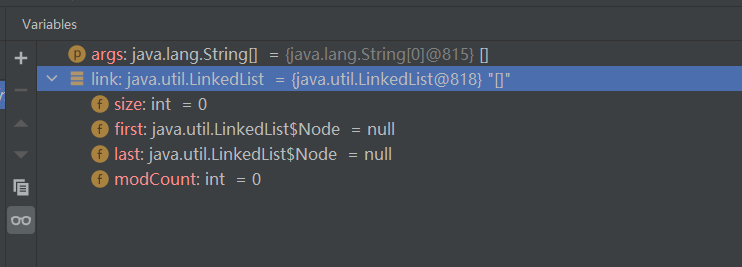 Variables
p args: java.lang.String[] = {java.lang.String[0]@815} []
link: java.util.LinkedList = {java.util.LinkedList@818} "[]"
f size: int = 0
f first: java.util.LinkedList$Node = null
f last: java.util.LinkedList$Node = null
f modCount: int = 0